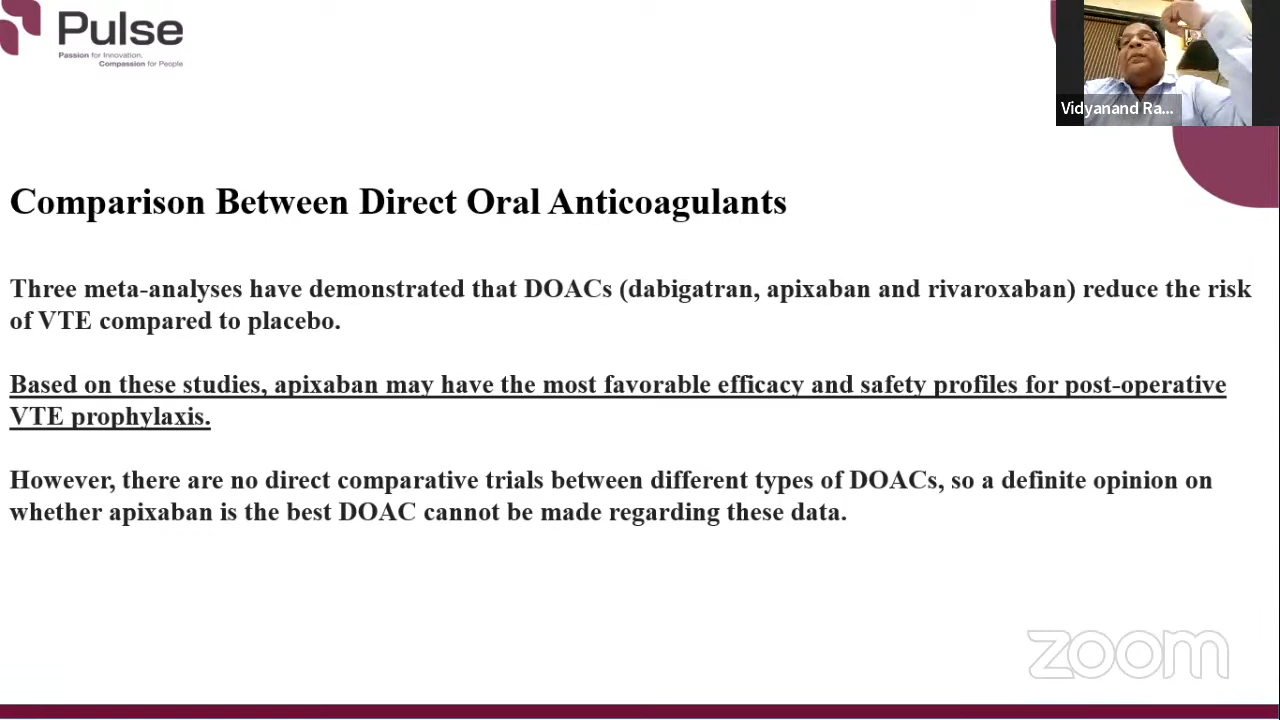 Pulse
Passion for Innovation.
Compassion for People
Vidyanand Ra...
Comparison Between Direct Oral Anticoagulants
Three meta-analyses have demonstrated that DOACs (dabigatran, apixaban and rivaroxaban) reduce the risk
of VTE compared to placebo.
Based on these studies, apixaban may have the most favorable efficacy and safety profiles for post-operative
VTE prophylaxis.
However, there are no direct comparative trials between different types of DOACs, so a definite opinion on
whether apixaban is the best DOAC cannot be made regarding these data.
zoom